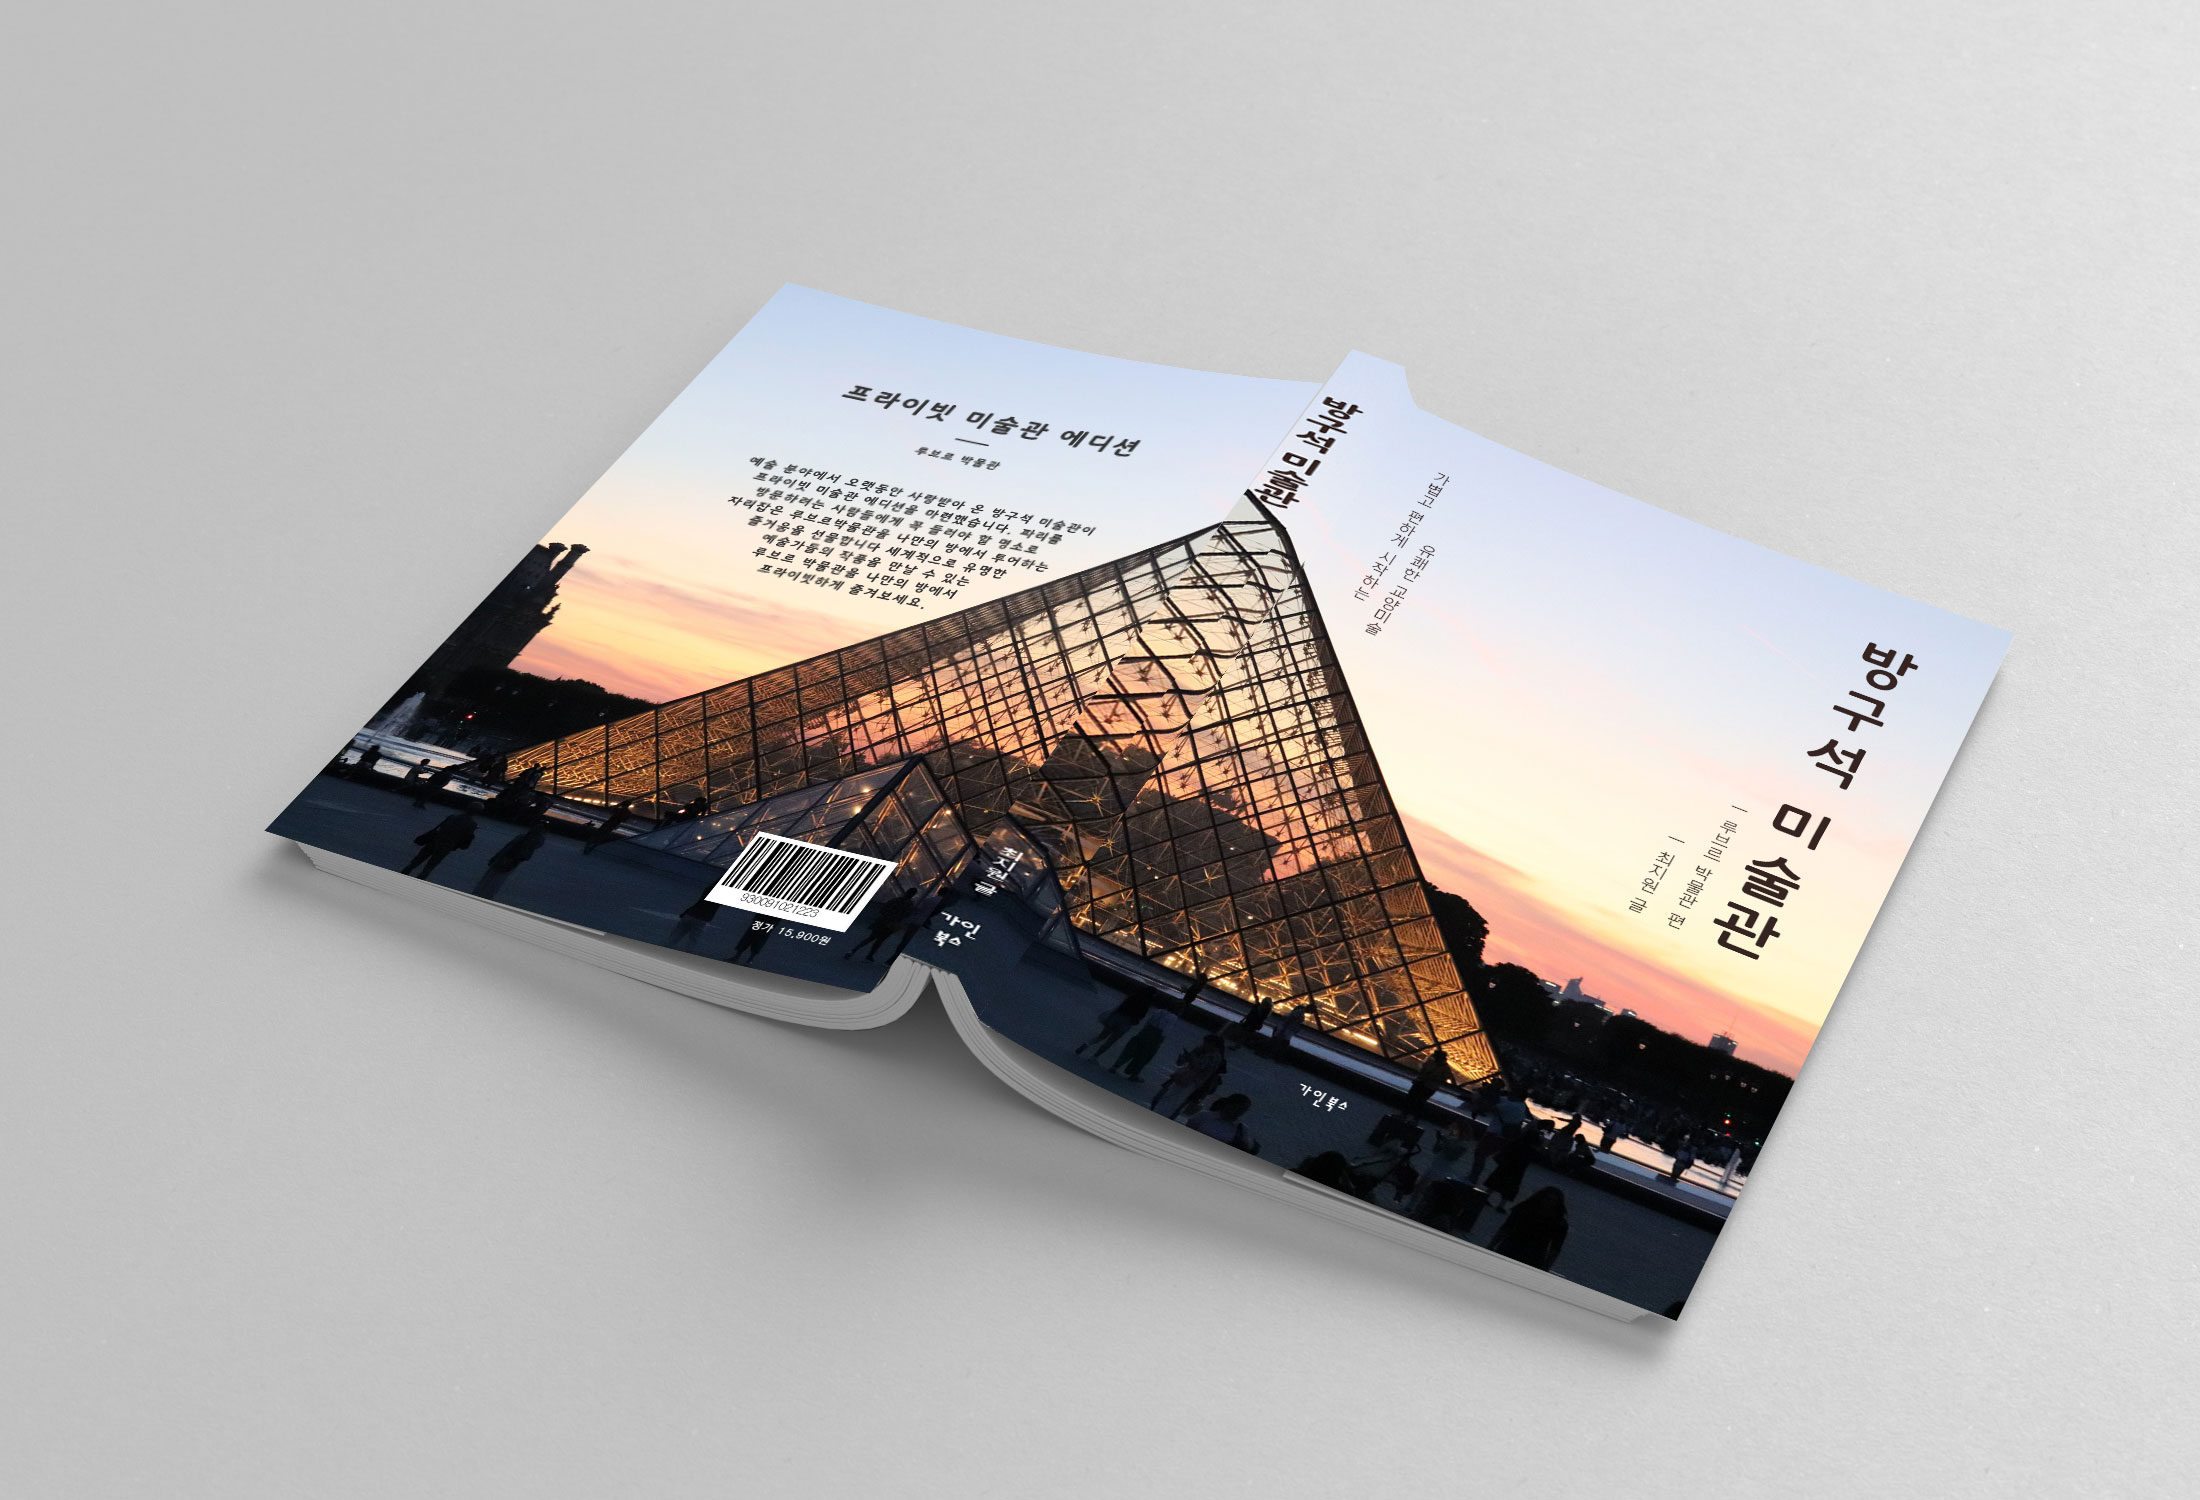 프라이빗 미술관 에디션
루브르 박물관
예술 분야에서 오랫동안 사랑받아 온 방구석 미술관이
프라이빗 미술관 에디션을 마련했습니다. 파리를
방문하려는 사람들에게 꼭 들려야 할 명소로
자리잡은 루브르박물관을 나만의 방에서 투어하는
즐거움을 선물합니다 세계적으로 유명한
예술가들의 작품을 만날 수 있는
루브르 박물관을 나만의 방에서
프라이빗하게 즐겨보세요.
930091021223
정가 15,900원
방구석 미술관
최지원 글
가인
북스
가볍고 편하게 시작하는
유쾌한 교양미술
방구석 미술관
― 루브르 박물관 편
― 최지원 글
가인북스